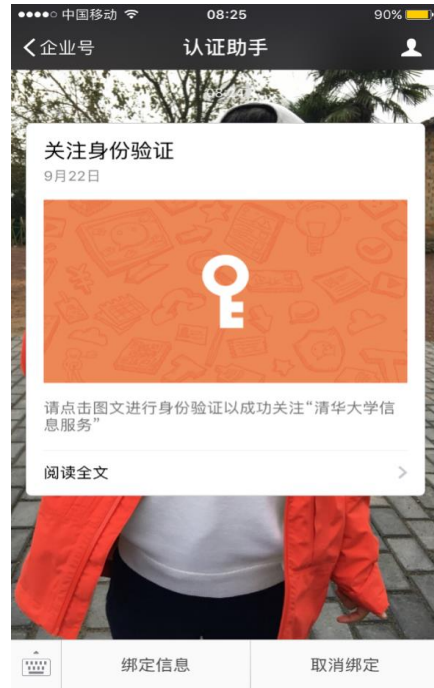 中国移动 08:25 90%
企业号 认证助手
关注身份验证
9月22日
请点击图文进行身份验证以成功关注“清华大学信
息服务”
阅读全文
绑定信息 取消绑定